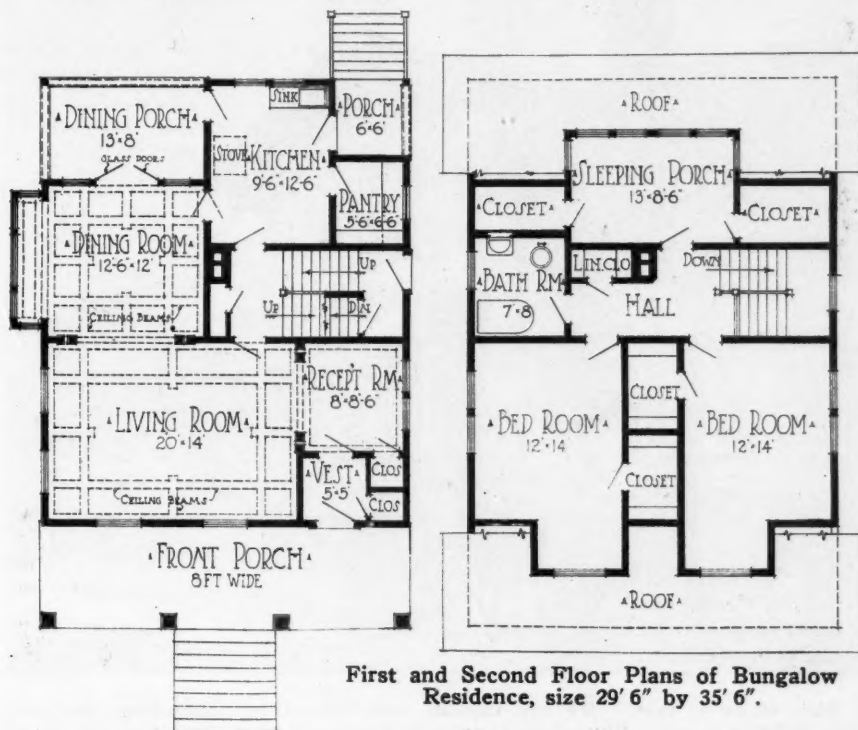 DINING PORCH
13'×8'
GLASS DOORS
SINK
PORCH
6'×6'
STOVE
KITCHEN
9'-6"×12'-6"
PANTRY
5'-6"×6'-6"
DINING ROOM
12'-6"×12'
CEILING BEAMS
UP
UP
DN.
LIVING ROOM
20'×14'
CEILING BEAMS
RECEPT RM
8'×8'-6"
VEST
5'×5'
CLOS
CLOS
FRONT PORCH
8 FT WIDE
ROOF
SLEEPING PORCH
13'×8'-6"
CLOSET
CLOSET
BATH RM
7'×8'
LIN. CLO
DOWN
HALL
BED ROOM
12'×14'
CLOSET
CLOSET
BED ROOM
12'×14'
ROOF
First and Second Floor Plans of Bungalow
Residence, size 29' 6" by 35' 6".